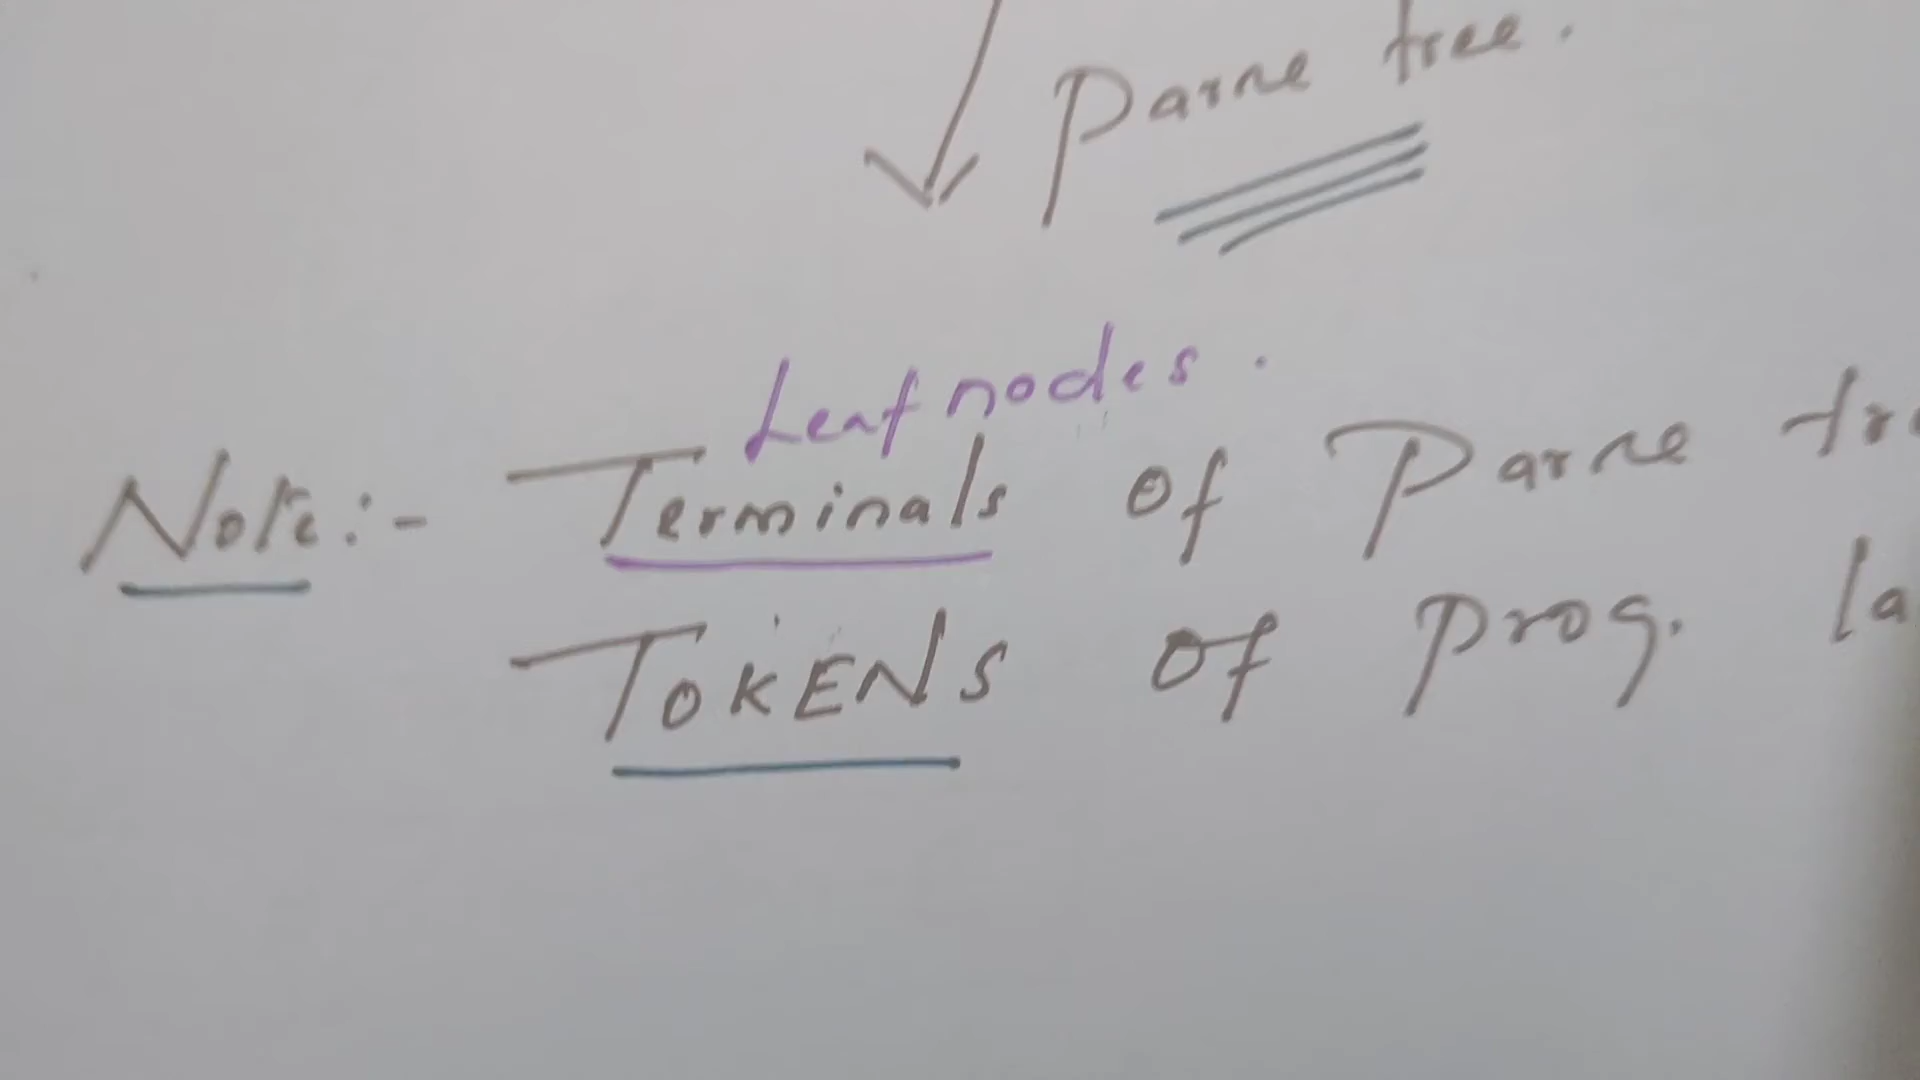 Parse tree.
Leaf nodes.
Note:- Terminals of Parse
TOKENS of prog.